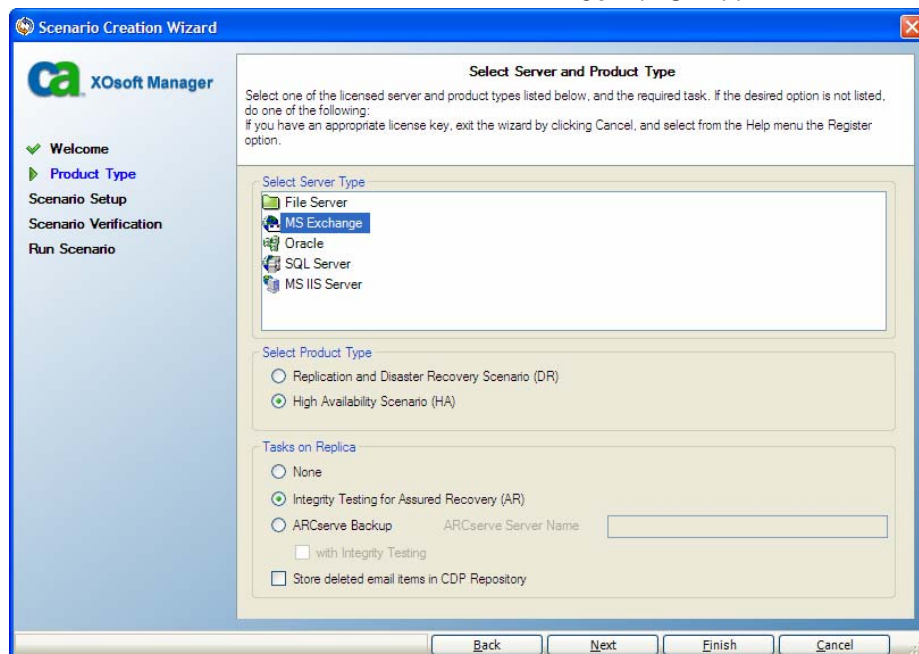 Scenario Creation Wizard
ca XOsoft Manager
Welcome
Product Type
Scenario Setup
Scenario Verification
Run Scenario
Select Server and Product Type
Select one of the licensed server and product types listed below, and the required task. If the desired option is not listed,
do one of the following:
If you have an appropriate license key, exit the wizard by clicking Cancel, and select from the Help menu the Register
option.
Select Server Type
File Server
MS Exchange
Oracle
SQL Server
MS IIS Server
Select Product Type
Replication and Disaster Recovery Scenario (DR)
High Availability Scenario (HA)
Tasks on Replica
None
Integrity Testing for Assured Recovery (AR)
ARCserve Backup ARCserve Server Name
with Integrity Testing
Store deleted email items in CDP Repository
Back Next Finish Cancel